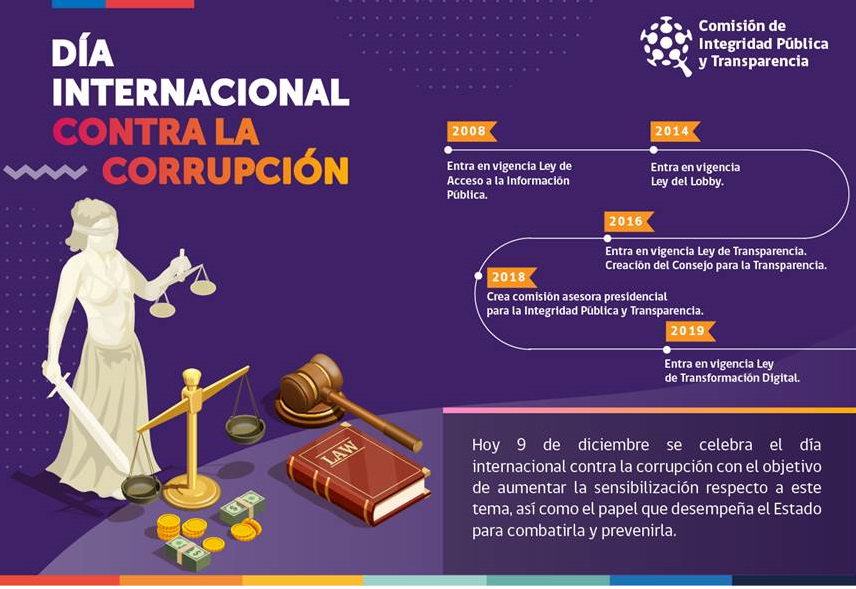 DÍA
INTERNACIONAL
CONTRA LA
CORRUPCIÓN
Comisión de
Integridad Pública
y Transparencia
2008
Entra en vigencia Ley de
Acceso a la Información
Pública.
2014
Entra en vigencia
Ley del Lobby.
2016
Entra en vigencia Ley de Transparencia.
Creación del Consejo para la Transparencia.
2018
Crea comisión asesora presidencial
para la Integridad Pública y Transparencia.
2019
Entra en vigencia Ley
de Transformación Digital.
LAW
Hoy 9 de diciembre se celebra el día
internacional contra la corrupción con el objetivo
de aumentar la sensibilización respecto a este
tema, así como el papel que desempeña el Estado
para combatirla y prevenirla.